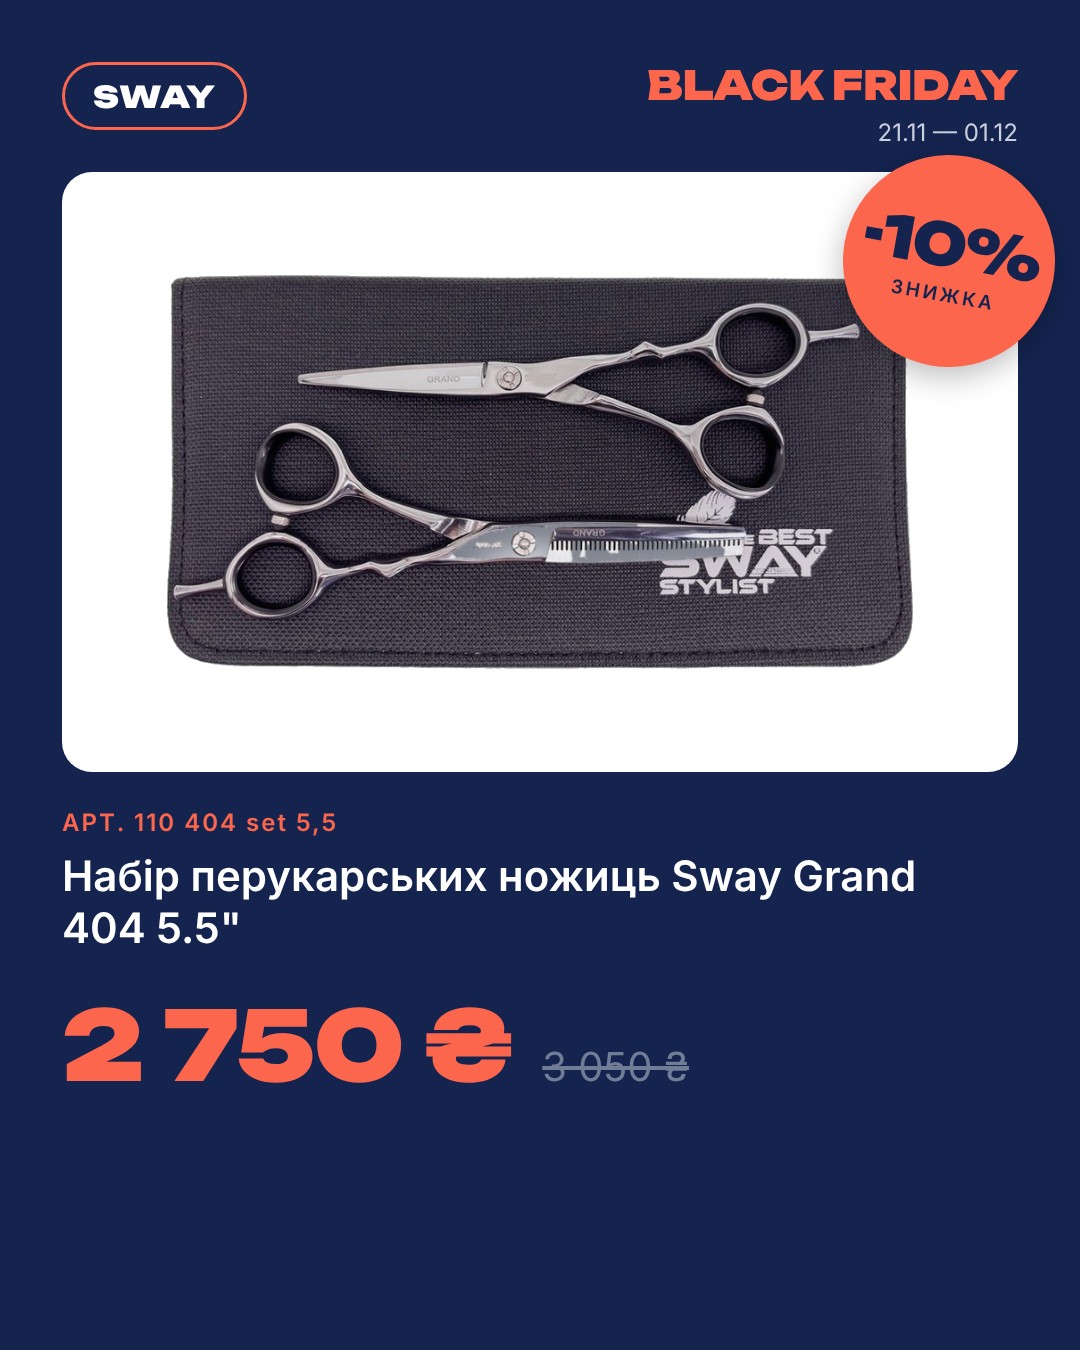 SWAY
BLACK FRIDAY
21.11 — 01.12
-10%
ЗНИЖКА
GRAND
GRAND
BEST
SWAY
STYLIST
АРТ. 110 404 set 5,5
Набір перукарських ножиць Sway Grand
404 5.5"
2 750 ₴
3 050 ₴